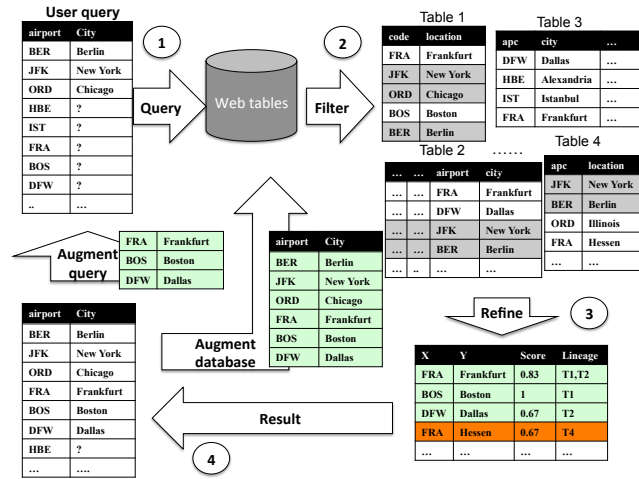 User query
airport City
BER Berlin
JFK New York
ORD Chicago
HBE ?
IST ?
FRA ?
BOS ?
DFW ?
.. …
1
Query
Web tables
2
Filter
Table 1
code location
FRA Frankfurt
JFK New York
ORD Chicago
BOS Boston
BER Berlin
Table 3
apc city …
DFW Dallas …
HBE Alexandria …
IST Istanbul …
FRA Frankfurt …
Table 2
……
… … airport city
… … FRA Frankfurt
… … DFW Dallas
… … JFK New York
… … BER Berlin
… .. … …
Table 4
apc location
JFK New York
BER Berlin
ORD Illinois
FRA Hessen
… …
Augment
query
FRA Frankfurt
BOS Boston
DFW Dallas
airport City
BER Berlin
JFK New York
ORD Chicago
FRA Frankfurt
BOS Boston
DFW Dallas
Augment
database
Refine
3
X Y Score Lineage
FRA Frankfurt 0.83 T1,T2
BOS Boston 1 T1
DFW Dallas 0.67 T2
FRA Hessen 0.67 T4
… … … …
Result
4
airport City
BER Berlin
JFK New York
ORD Chicago
FRA Frankfurt
BOS Boston
DFW Dallas
HBE ?
… ….